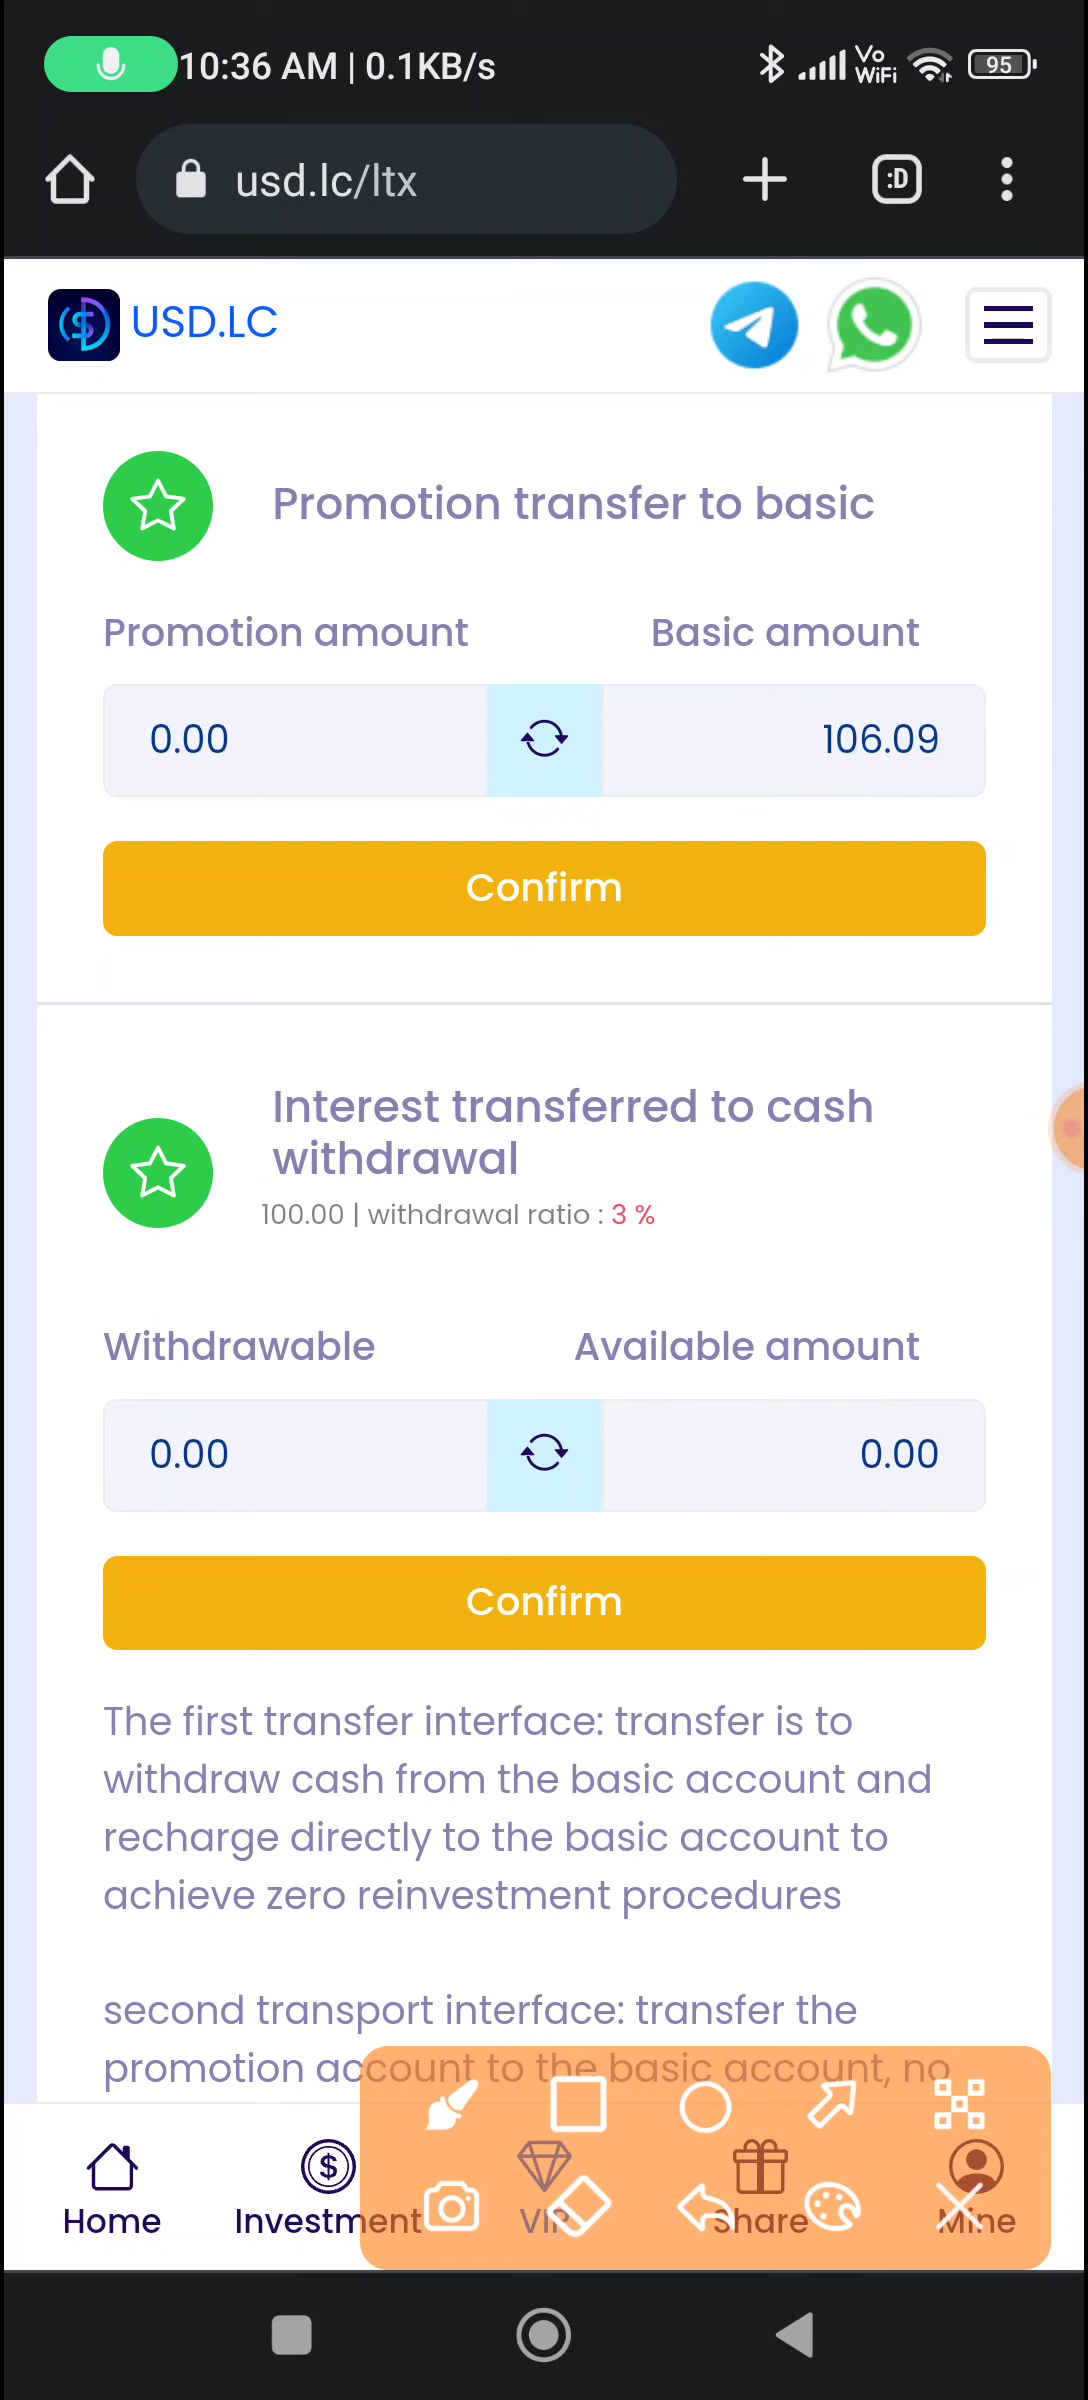 10:36 AM | 0.1KB/s
Vo WiFi
95
usd.lc/ltx
:D
USD.LC
Promotion transfer to basic
Promotion amount Basic amount
0.00 106.09
Confirm
Interest transferred to cash
withdrawal
100.00 | withdrawal ratio : 3 %
Withdrawable Available amount
0.00 0.00
Confirm
The first transfer interface: transfer is to
withdraw cash from the basic account and
recharge directly to the basic account to
achieve zero reinvestment procedures
second transport interface: transfer the
promotion account to the basic account, no
Home Investment VIP Share Mine